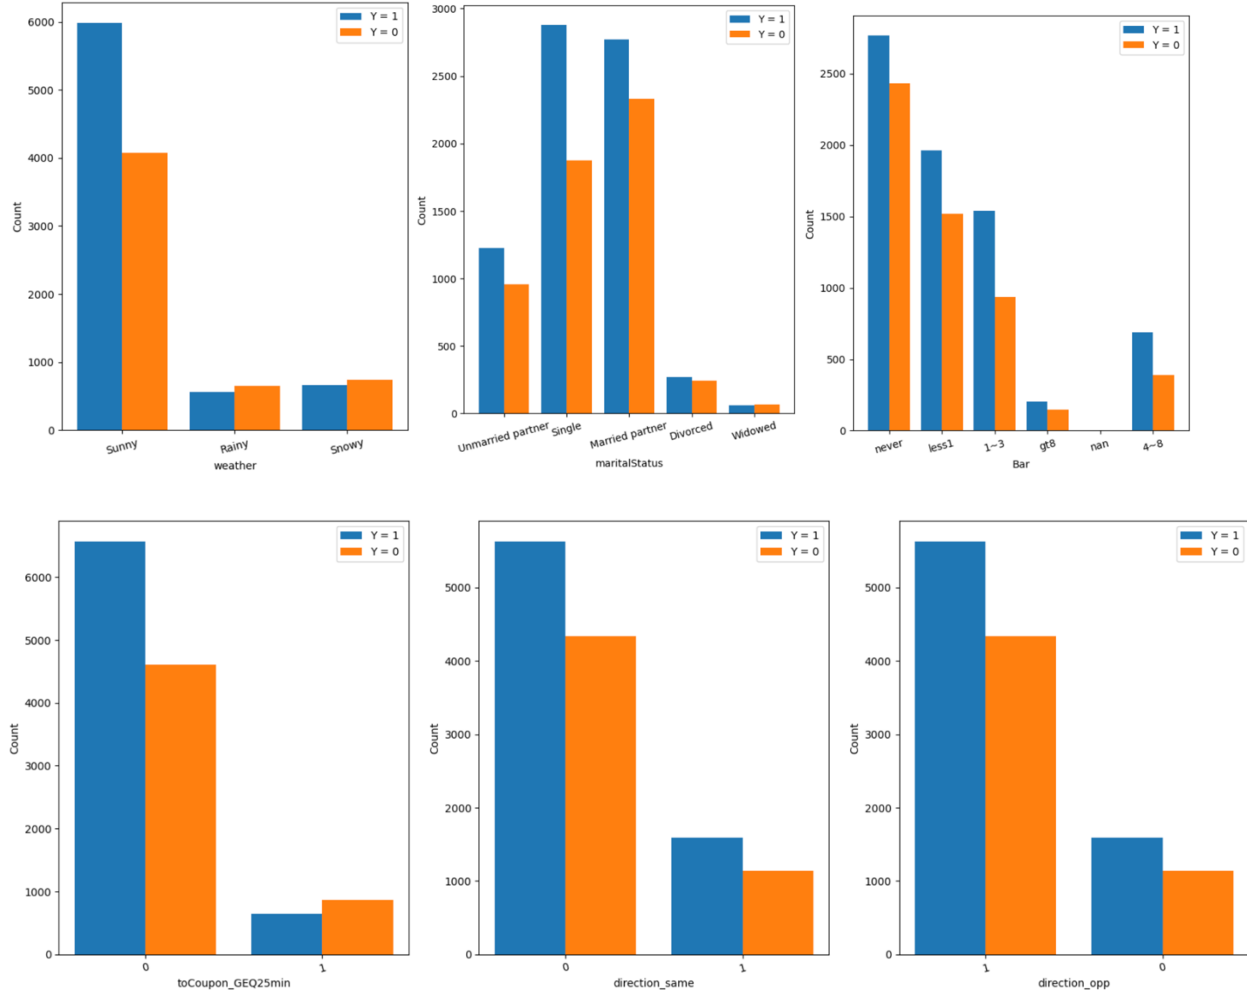 6000
5000
4000
3000
2000
1000
0
Count
Y = 1
Y = 0
Sunny
Rainy
Snowy
weather
3000
2500
2000
1500
1000
500
0
Count
Y = 1
Y = 0
Unmarried partner
Single
Married partner
Divorced
Widowed
maritalStatus
2500
2000
1500
1000
500
0
Count
Y = 1
Y = 0
never
less1
1~3
gt8
nan
4~8
Bar
6000
5000
4000
3000
2000
1000
0
Count
Y = 1
Y = 0
0
1
toCoupon_GEQ25min
5000
4000
3000
2000
1000
0
Count
Y = 1
Y = 0
0
1
direction_same
5000
4000
3000
2000
1000
0
Count
Y = 1
Y = 0
1
0
direction_opp